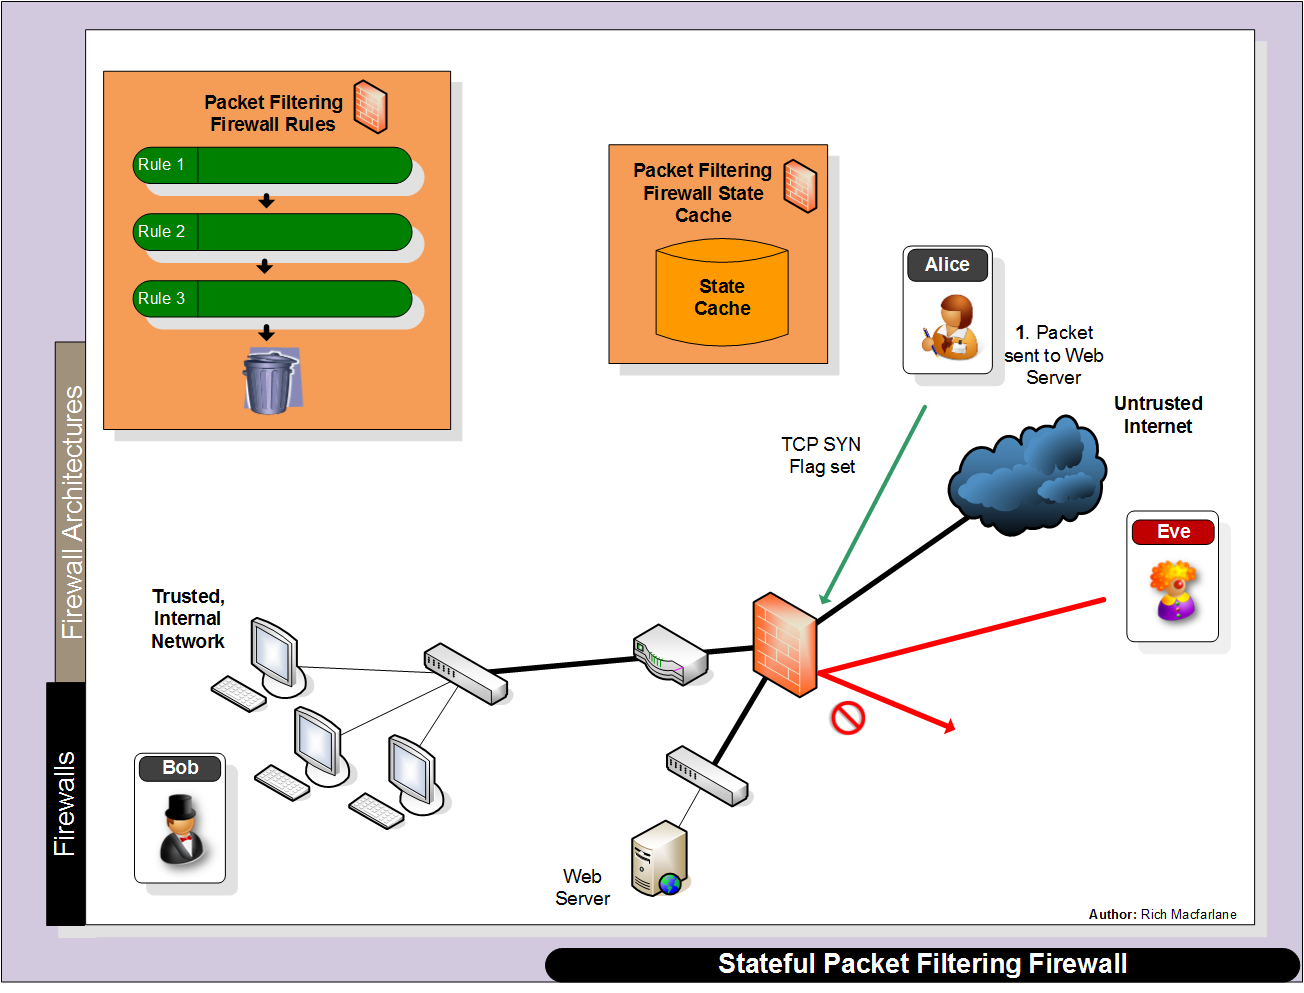 Packet Filtering
Firewall Rules
Rule 1
Rule 2
Rule 3
Packet Filtering
Firewall State
Cache
State
Cache
Alice
1. Packet
sent to Web
Server
Untrusted
Internet
TCP SYN
Flag set
Eve
Trusted,
Internal
Network
Bob
Web
Server
Firewall Architectures
Firewalls
Author: Rich Macfarlane
Stateful Packet Filtering Firewall